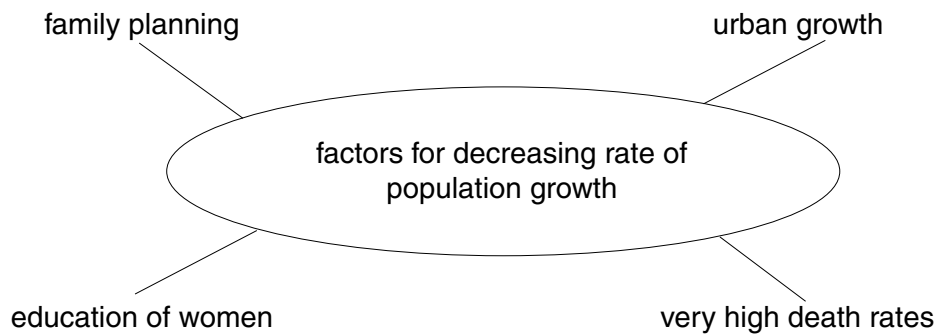 family planning
urban growth
factors for decreasing rate of
population growth
education of women
very high death rates